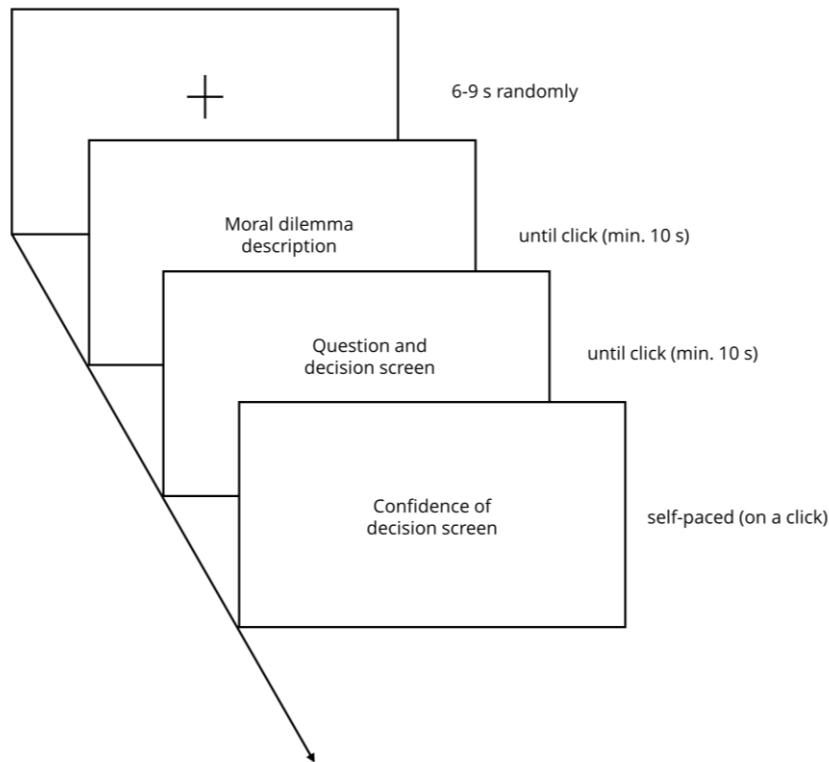 6-9 s randomly
Moral dilemma
description
until click (min. 10 s)
Question and
decision screen
until click (min. 10 s)
Confidence of
decision screen
self-paced (on a click)